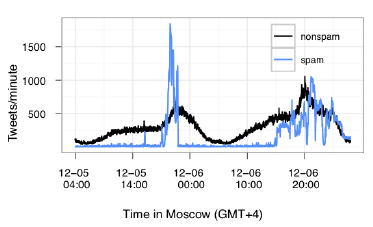 nonspam
spam
Tweets/minute
1500
1000
500
12−05 12−05 12−06 12−06 12−06
04:00 14:00 00:00 10:00 20:00
Time in Moscow (GMT+4)